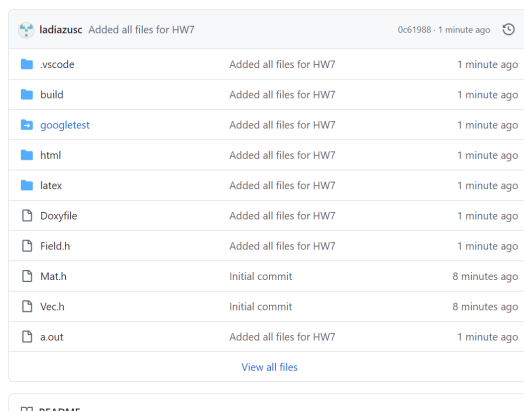 ladiazusc Added all files for HW7 0c61988 · 1 minute ago
.vscode Added all files for HW7 1 minute ago
build Added all files for HW7 1 minute ago
googletest Added all files for HW7 1 minute ago
html Added all files for HW7 1 minute ago
latex Added all files for HW7 1 minute ago
Doxyfile Added all files for HW7 1 minute ago
Field.h Added all files for HW7 1 minute ago
Mat.h Initial commit 8 minutes ago
Vec.h Initial commit 8 minutes ago
a.out Added all files for HW7 1 minute ago
View all files
README